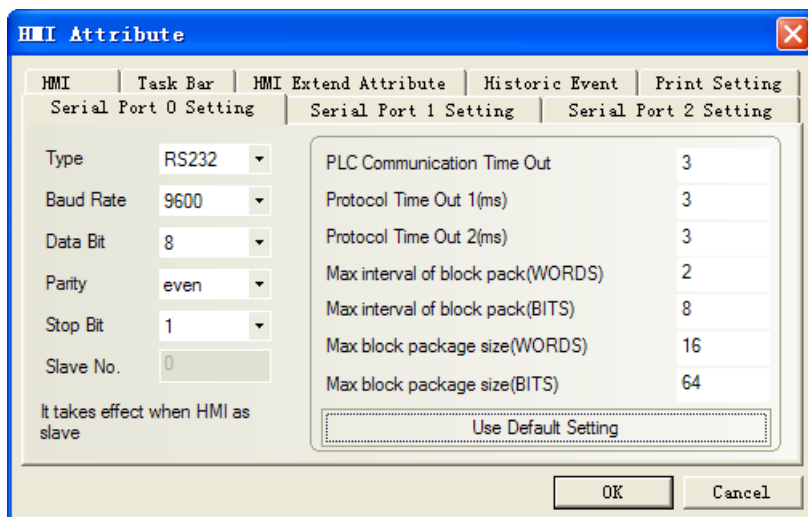 HMI Attribute
HMI Task Bar HMI Extend Attribute Historic Event Print Setting
Serial Port 0 Setting Serial Port 1 Setting Serial Port 2 Setting
Type RS232
Baud Rate 9600
Data Bit 8
Parity even
Stop Bit 1
Slave No. 0
It takes effect when HMI as
slave
PLC Communication Time Out 3
Protocol Time Out 1(ms) 3
Protocol Time Out 2(ms) 3
Max interval of block pack(WORDS) 2
Max interval of block pack(BITS) 8
Max block package size(WORDS) 16
Max block package size(BITS) 64
Use Default Setting
OK Cancel